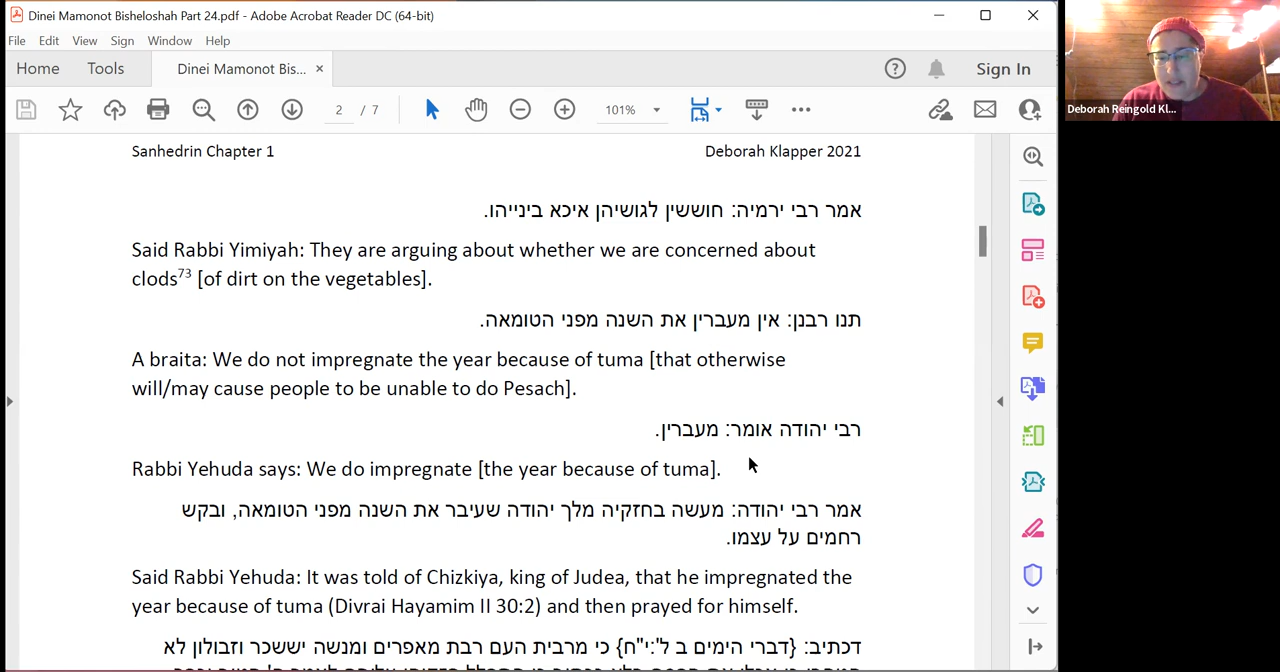 Dinei Mamonot Bisheloshah Part 24.pdf - Adobe Acrobat Reader DC (64-bit)
File Edit View Sign Window Help
Home Tools Dinei Mamonot Bis... × Sign In
2 / 7 101%
Deborah Reingold Kl...
Sanhedrin Chapter 1 Deborah Klapper 2021
אמר רבי ירמיה: חוששין לגושיהן איכא בינייהו.
Said Rabbi Yimiyah: They are arguing about whether we are concerned about
clods73 [of dirt on the vegetables].
תנו רבנן: אין מעברין את השנה מפני הטומאה.
A braita: We do not impregnate the year because of tuma [that otherwise
will/may cause people to be unable to do Pesach].
רבי יהודה אומר: מעברין.
Rabbi Yehuda says: We do impregnate [the year because of tuma].
אמר רבי יהודה: מעשה בחזקיה מלך יהודה שעיבר את השנה מפני הטומאה, ובקש
רחמים על עצמו.
Said Rabbi Yehuda: It was told of Chizkiya, king of Judea, that he impregnated the
year because of tuma (Divrai Hayamim II 30:2) and then prayed for himself.
דכתיב: {דברי הימים ב ל':י"ח} כי מרבית העם רבת מאפרים ומנשה יששכר וזבולון לא